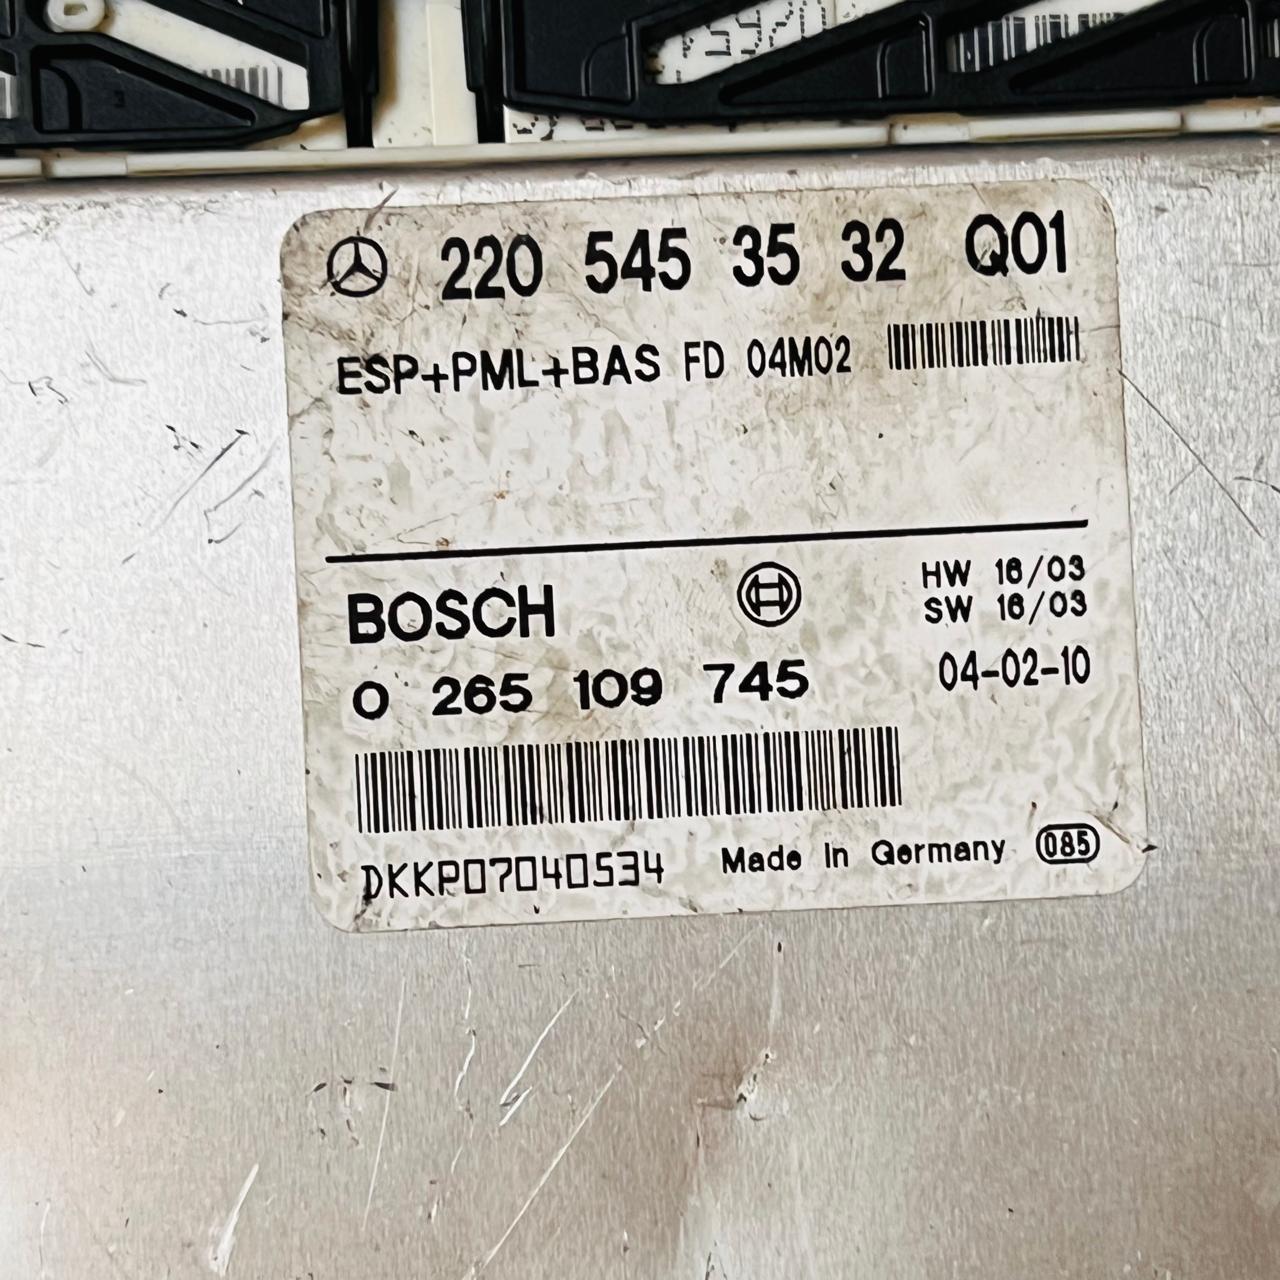 220 545 35 32 Q01
ESP+PML+BAS FD 04M02
BOSCH
HW 16/03
SW 16/03
0 265 109 745
04-02-10
DKKP07040534
Made in Germany
085